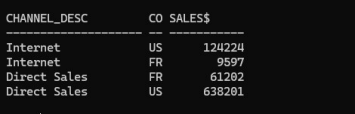 CHANNEL_DESC         CO SALES$
-------------------- -- ----------
Internet             US     124224
Internet             FR       9597
Direct Sales         FR      61202
Direct Sales         US     638201